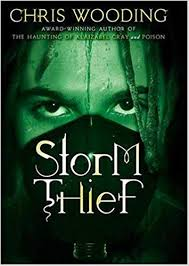 CHRIS WOODING
AWARD-WINNING AUTHOR OF
THE HAUNTING OF ALAIZABEL CRAY and POISON
STORM
THIEF